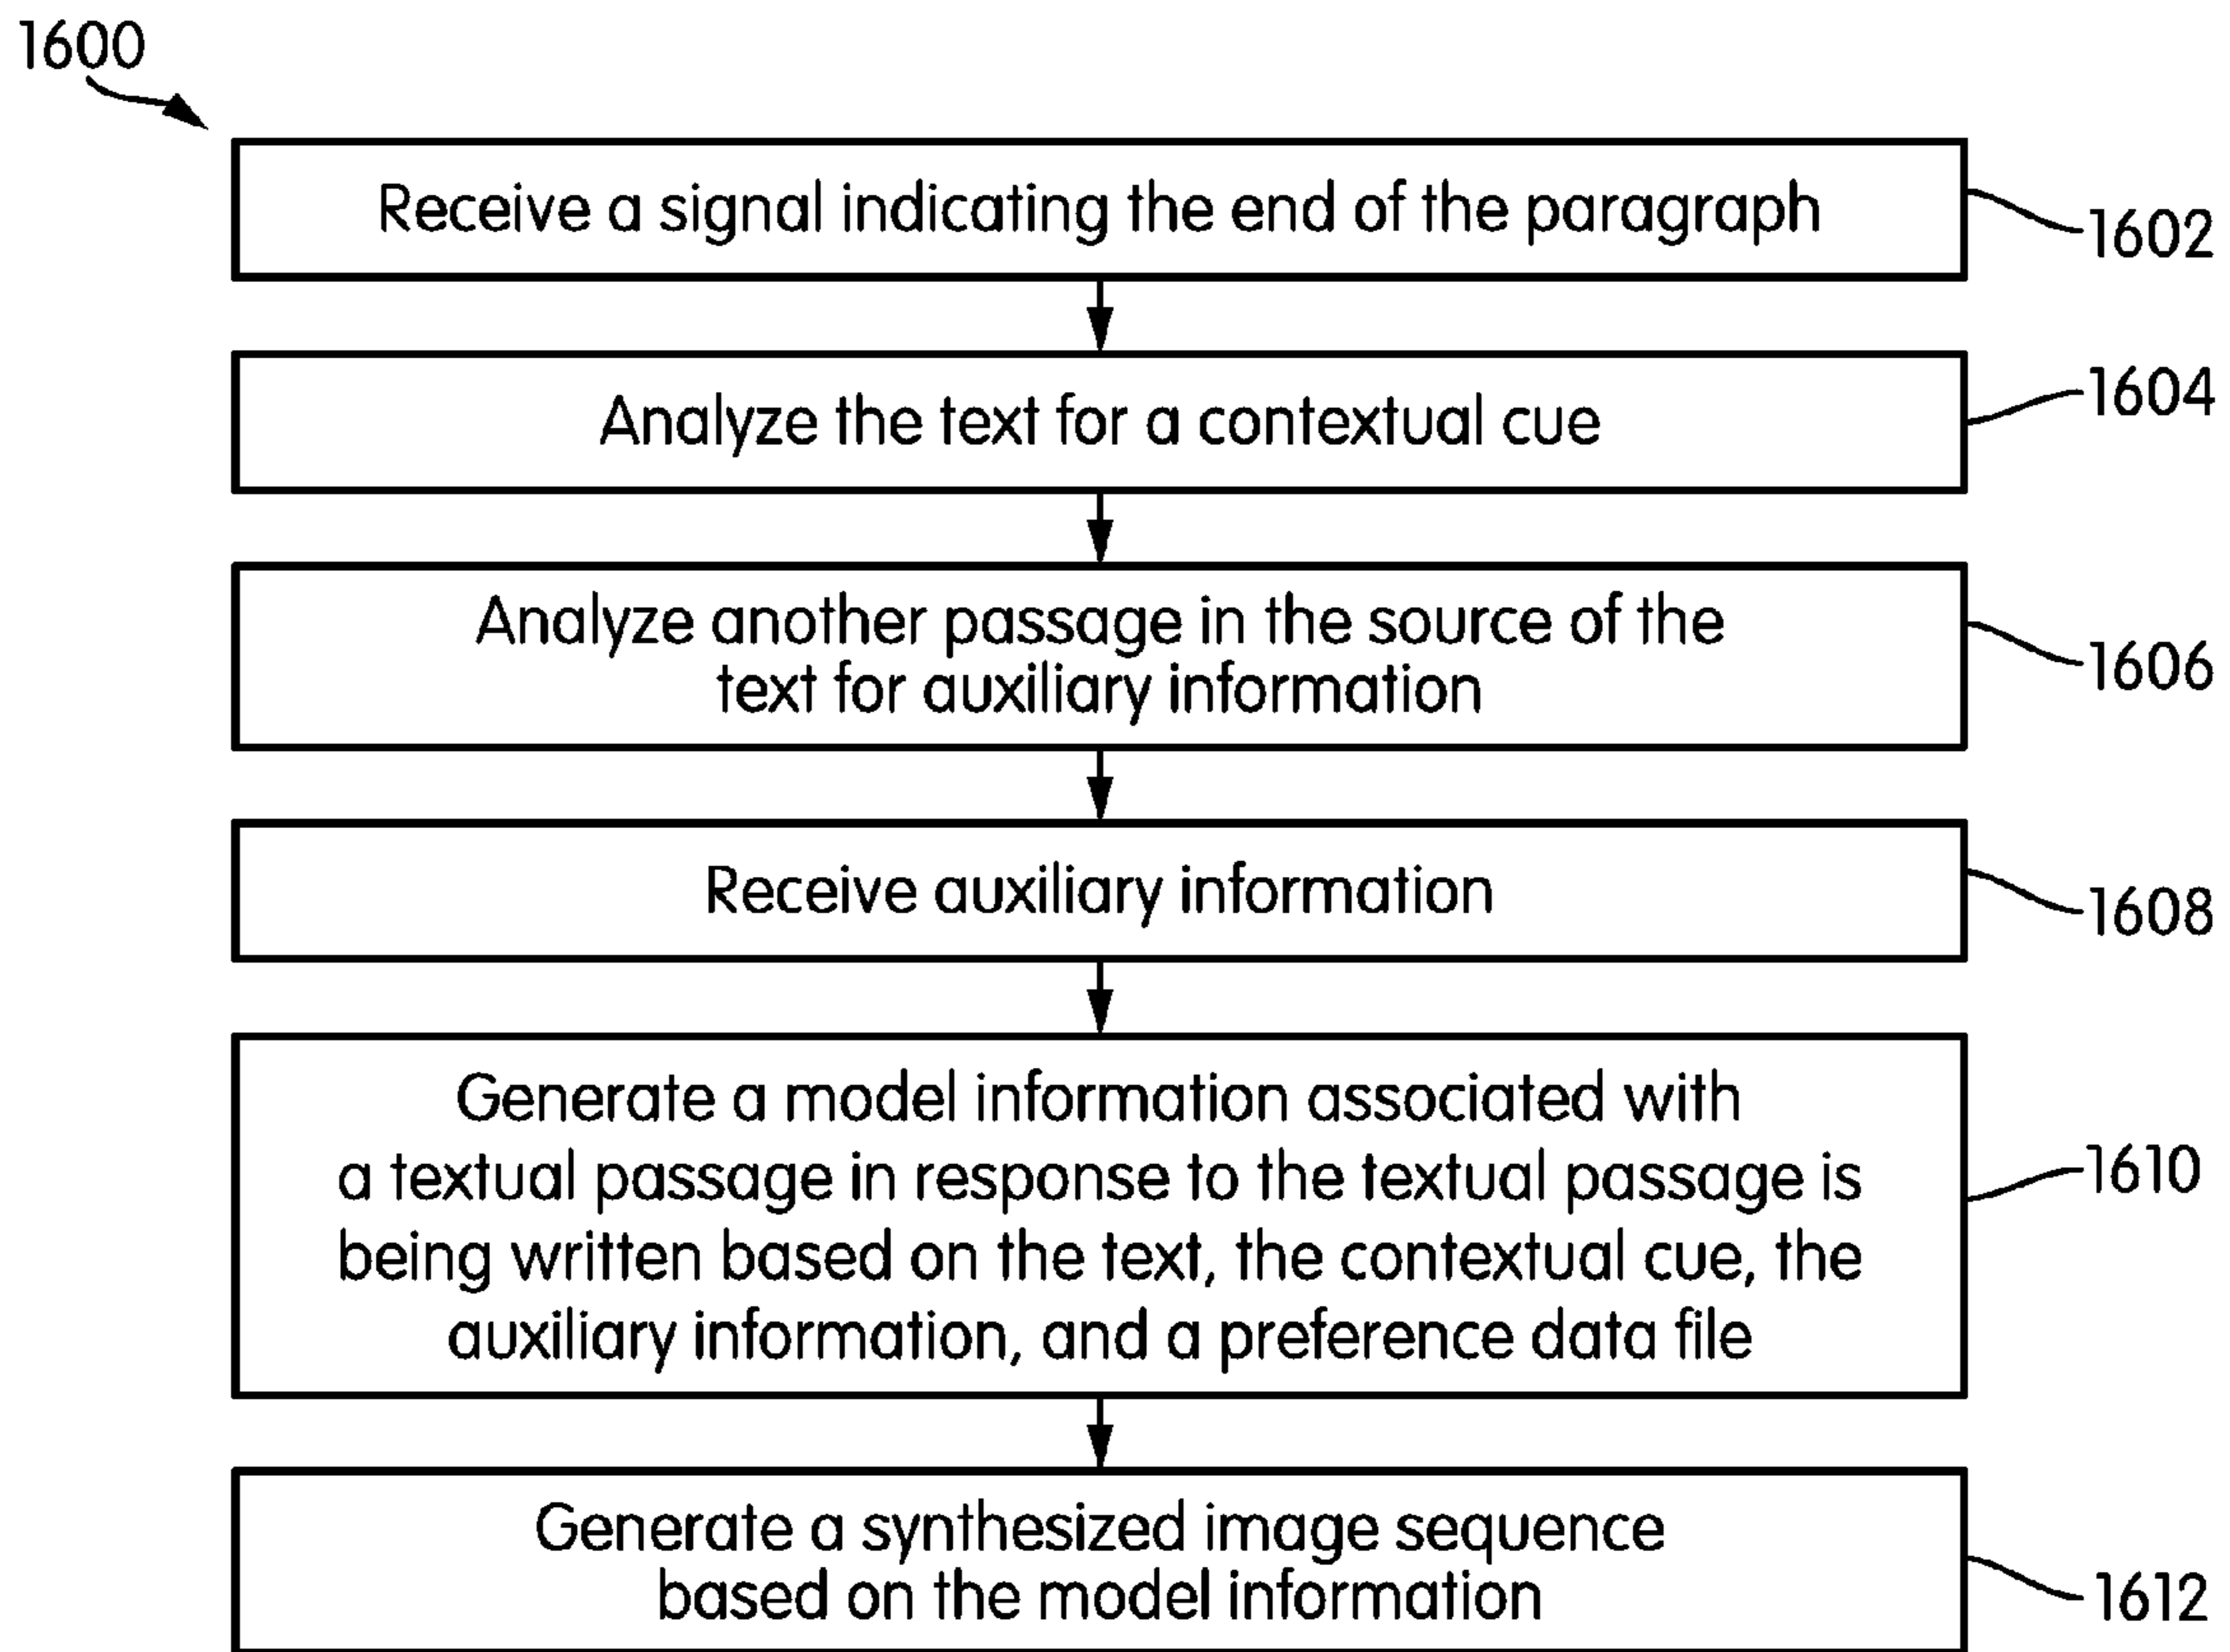 1600
Receive a signal indicating the end of the paragraph
1602
Analyze the text for a contextual cue
1604
Analyze another passage in the source of the
text for auxiliary information
1606
Receive auxiliary information
1608
Generate a model information associated with
a textual passage in response to the textual passage is
being written based on the text, the contextual cue, the
auxiliary information, and a preference data file
1610
Generate a synthesized image sequence
based on the model information
1612